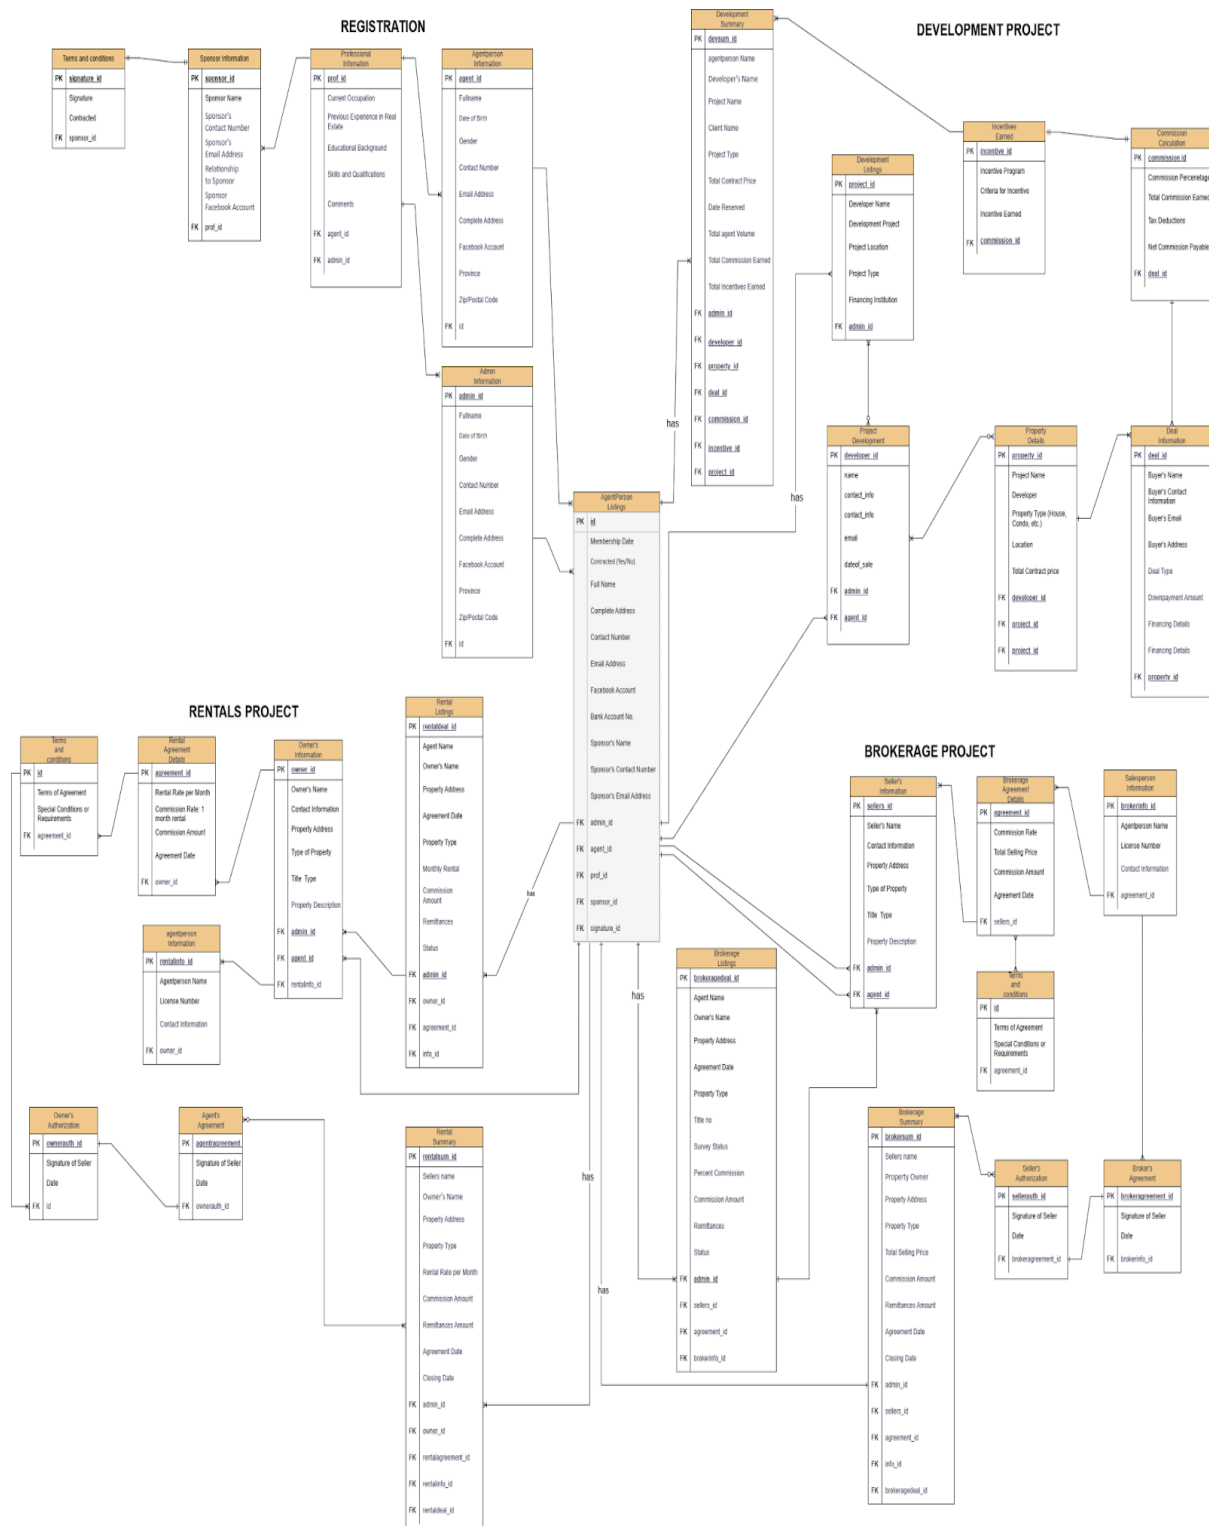 REGISTRATION
Terms and conditions
PK signature_id
Signature
Contracted
FK sponsor_id
Sponsor Information
PK sponsor_id
Sponsor Name
Sponsor's
Contact Number
Sponsor's
Email Address
Relationship
to Sponsor
Sponsor
Facebook Account
FK prof_id
Professional
Infomation
PK prof_id
Current Occupation
Previous Experience in Real
Estate
Educational Background
Skills and Qualifications
Comments
FK agent_id
FK admin_id
Agentperson
Information
PK agent_id
Fullname
Date of Birth
Gender
Contact Number
Email Address
Complete Address
Facebook Account
Province
Zip/Postal Code
FK id
Admin
Information
PK admin_id
Fullname
Date of Birth
Gender
Contact Number
Email Address
Complete Address
Facebook Account
Province
Zip/Postal Code
FK id
DEVELOPMENT PROJECT
Development
Summary
PK devsum_id
agentperson Name
Developer's Name
Project Name
Client Name
Project Type
Total Contract Price
Date Reserved
Total agent Volume
Total Commission Earned
Total Incentives Earned
FK admin_id
FK developer_id
FK property_id
FK deal_id
FK commission_id
FK incentive_id
FK project_id
Development
Listings
PK project_id
Developer Name
Development Project
Project Location
Project Type
Financing Institution
FK admin_id
Incentives
Earned
PK incentive_id
Incentive Program
Criteria for Incentive
Incentive Earned
FK commission_id
Commission
Calculation
PK commission_id
Commission Percenetage
Total Commission Earned
Tax Deductions
Net Commission Payable
FK deal_id
Project
Development
PK developer_id
name
contact_info
contact_info
email
dateof_sale
FK admin_id
FK agent_id
Property
Details
PK property_id
Project Name
Developer
Property Type (House,
Condo, etc.)
Location
Total Contract price
FK developer_id
FK project_id
FK project_id
Deal
Information
PK deal_id
Buyer's Name
Buyer's Contact
Information
Buyer's Email
Buyer's Address
Deal Type
Downpayment Amount
Financing Details
Financing Details
FK property_id
has
has
AgentPerson
Listings
PK id
Membership Date
Contracted (Yes/No)
Full Name
Complete Address
Contact Number
Email Address
Facebook Account
Bank Account No.
Sponsor's Name
Sponsor's Contact Number
Sponsor's Email Address
FK admin_id
FK agent_id
FK prof_id
FK sponsor_id
FK signature_id
RENTALS PROJECT
Terms
and
conditions
PK id
Terms of Agreement
Special Conditions or
Requirements
FK agreement_id
Rental
Agreement
Details
PK agreement_id
Rental Rate per Month
Commission Rate: 1
month rental
Commission Amount
Agreement Date
FK owner_id
Owner's
Information
PK owner_id
Owner's Name
Contact Information
Property Address
Type of Property
Title Type
Property Description
FK admin_id
FK agent_id
FK rentalinfo_id
Rental
Listings
PK rentaldeal_id
Agent Name
Owner's Name
Property Address
Agreement Date
Property Type
Monthly Rental
Commission
Amount
Remittances
Status
FK admin_id
FK owner_id
FK agreement_id
FK info_id
has
agentperson
Information
PK rentalinfo_id
Agentperson Name
License Number
Contact Information
FK owner_id
Owner's
Authorization
PK ownerauth_id
Signature of Seller
Date
FK id
Agent's
Agreement
PK agentragreement_
Signature of Seller
Date
FK ownerauth_id
Rental
Summary
PK rentalsum_id
Sellers name
Owner's Name
Property Address
Property Type
Rental Rate per Month
Commission Amount
Remittances Amount
Agreement Date
Closing Date
FK admin_id
FK owner_id
FK rentalagreement_id
FK rentalinfo_id
FK rentaldeal_id
has
has
has
BROKERAGE PROJECT
Seller's
Information
PK sellers_id
Seller's Name
Contact Information
Property Address
Type of Property
Title Type
Property Description
FK admin_id
FK agent_id
Brokerage
Agreement
Details
PK agreement_id
Commission Rate
Total Selling Price
Commission Amount
Agreement Date
FK sellers_id
Salesperson
Information
PK brokerinfo_id
Agentperson Name
License Number
Contact Information
FK agreement_id
Terms
and
conditions
PK id
Terms of Agreement
Special Conditions or
Requirements
FK agreement_id
Brokerage
Listings
PK brokeragedeal_id
Agent Name
Owner's Name
Property Address
Agreement Date
Property Type
Title no
Survey Status
Percent Commission
Commission Amount
Remittances
Status
FK admin_id
FK sellers_id
FK agreement_id
FK brokerinfo_id
Brokerage
Summary
PK brokersum_id
Sellers name
Property Owner
Property Address
Property Type
Total Selling Price
Commission Amount
Remittances Amount
Agreement Date
Closing Date
FK admin_id
FK sellers_id
FK agreement_id
FK info_id
FK brokeragedeal_id
Seller's
Authorization
PK sellerauth_id
Signature of Seller
Date
FK brokeragreement_id
Broker's
Agreement
PK brokeragreement_id
Signature of Seller
Date
FK brokerinfo_id